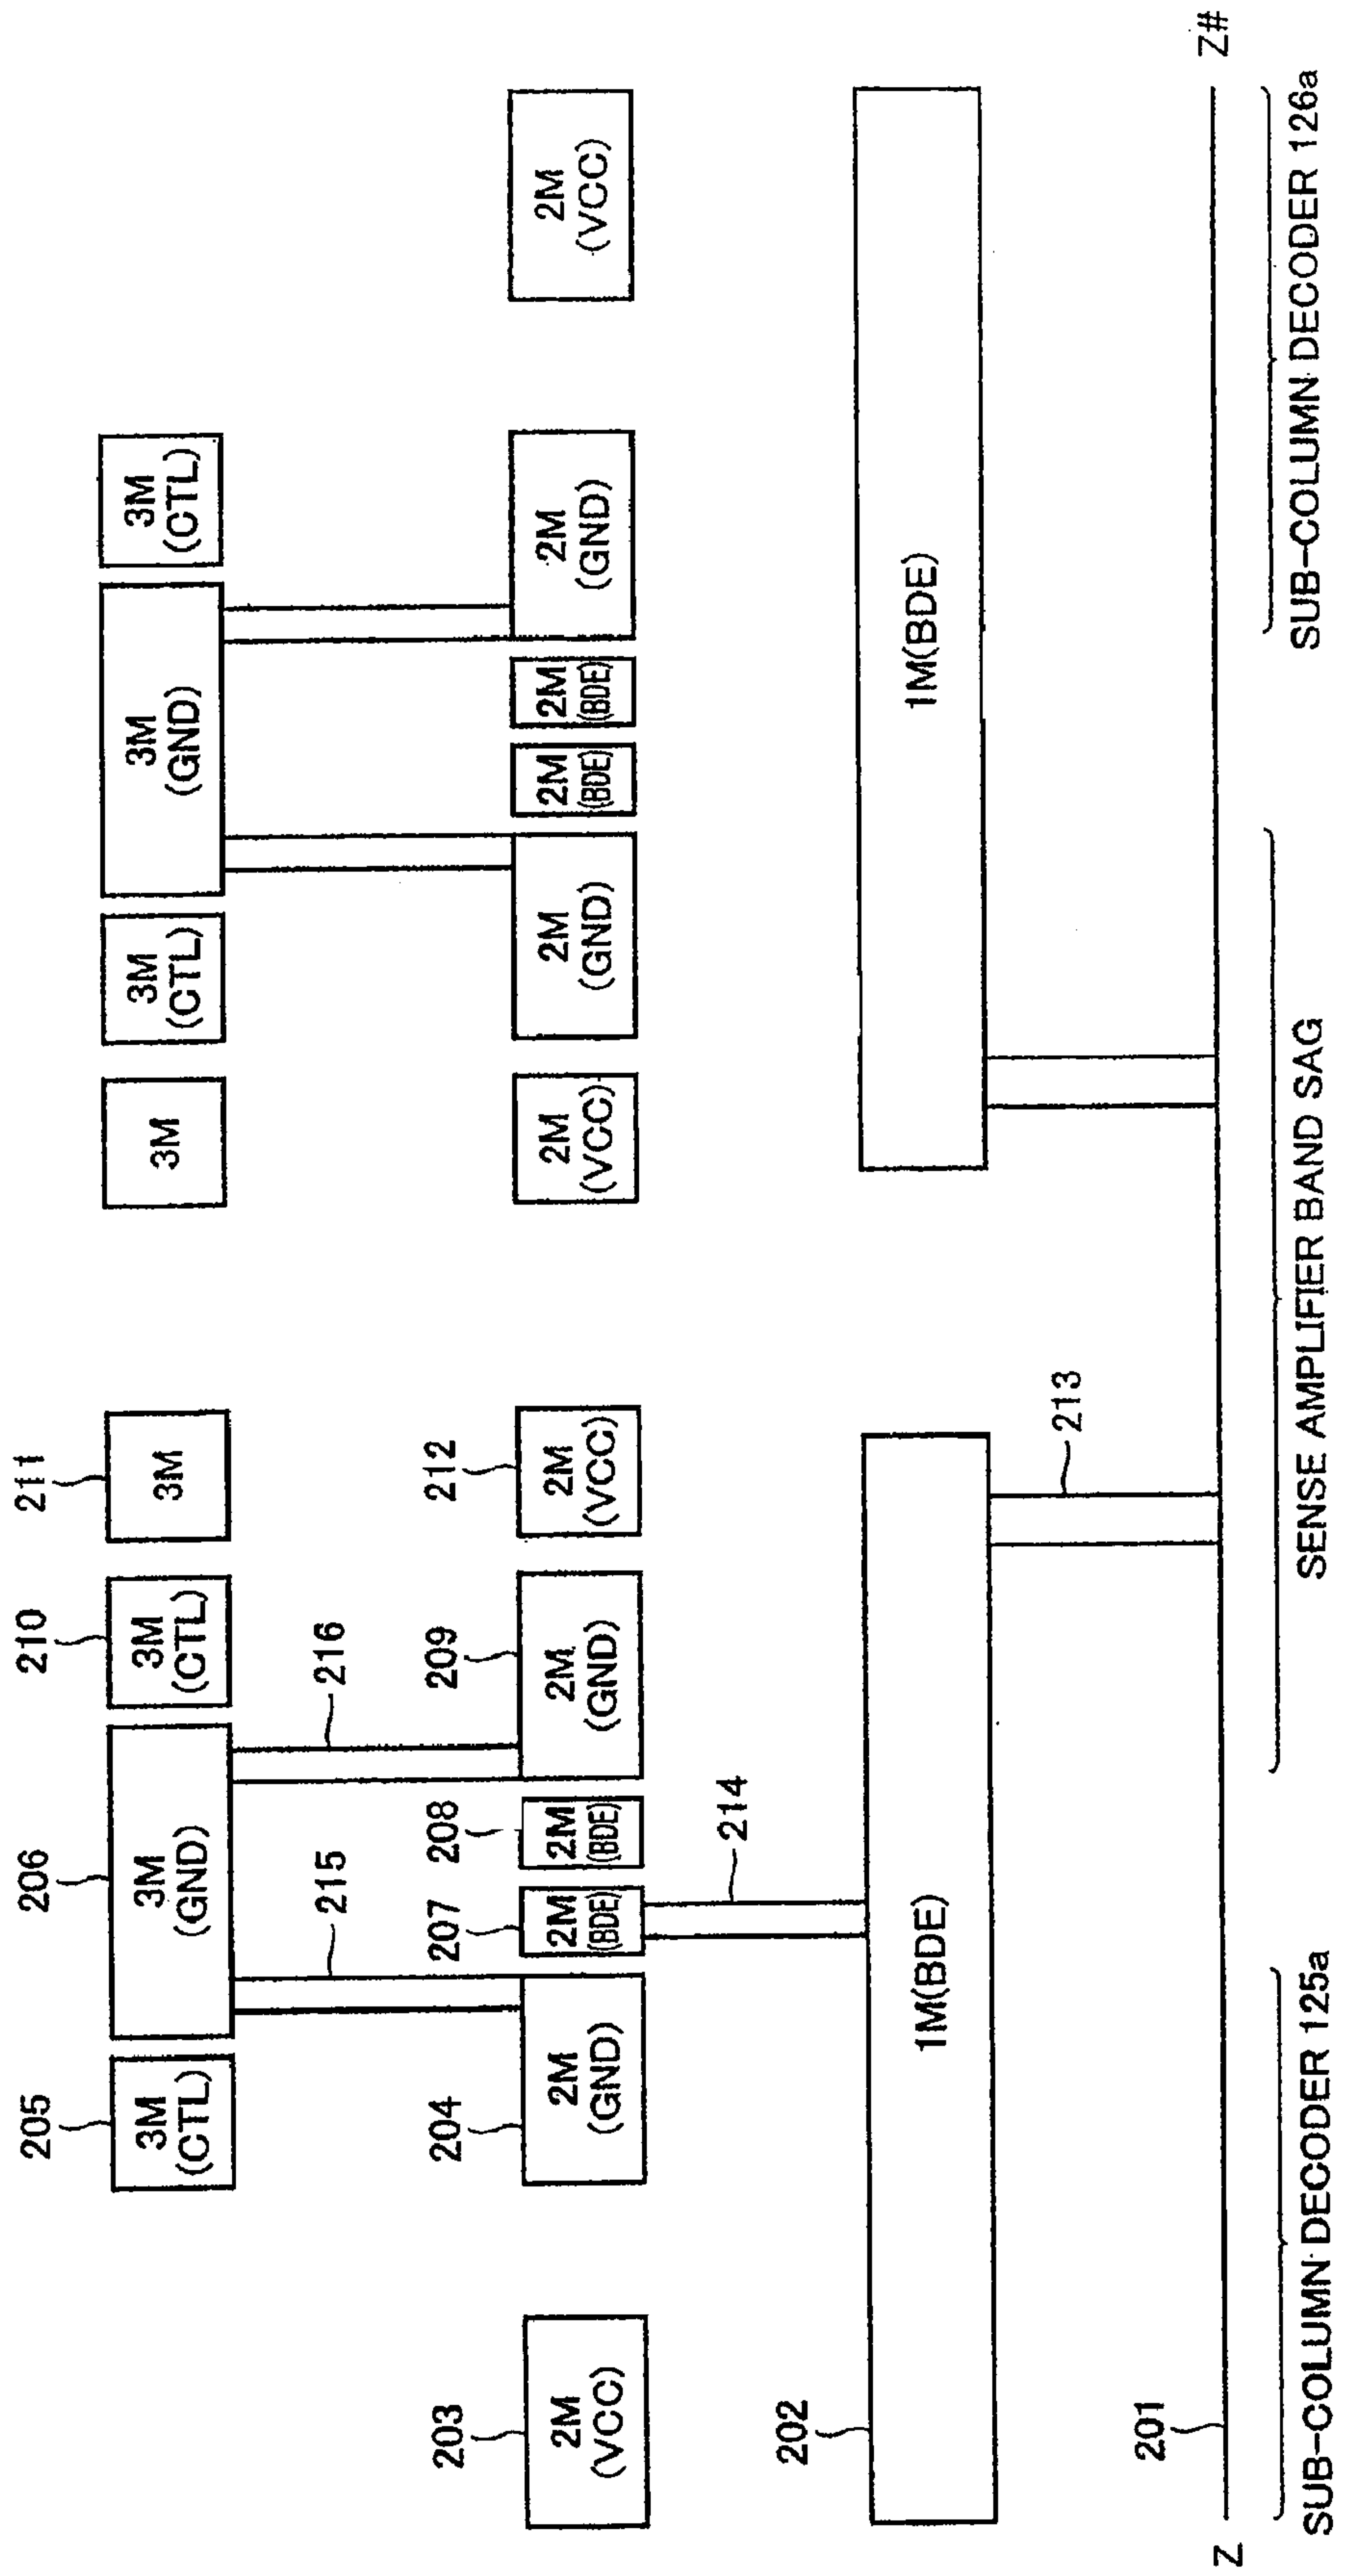 205
206
210
211
3M
(CTL)
3M
(GND)
3M
(CTL)
3M
3M
3M
(CTL)
3M
(GND)
3M
(CTL)
215
216
203
204
207
208
209
212
2M
(VCC)
2M
(GND)
2M
(BDE)
2M
(BDE)
2M
(GND)
2M
(VCC)
2M
(VCC)
2M
(GND)
2M
(BDE)
2M
(BDE)
2M
(GND)
2M
(VCC)
214
202
1M(BDE)
1M(BDE)
213
201
Z
Z#
SUB-COLUMN DECODER 125a
SENSE AMPLIFIER BAND SAG
SUB-COLUMN DECODER 126a